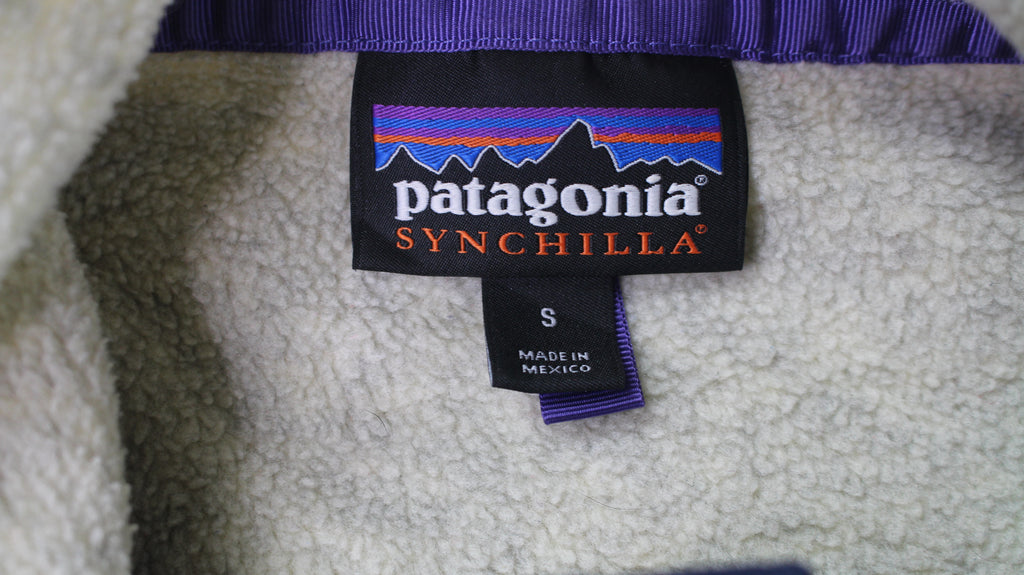 patagonia®
SYNCHILLA®
S
MADE IN
MEXICO